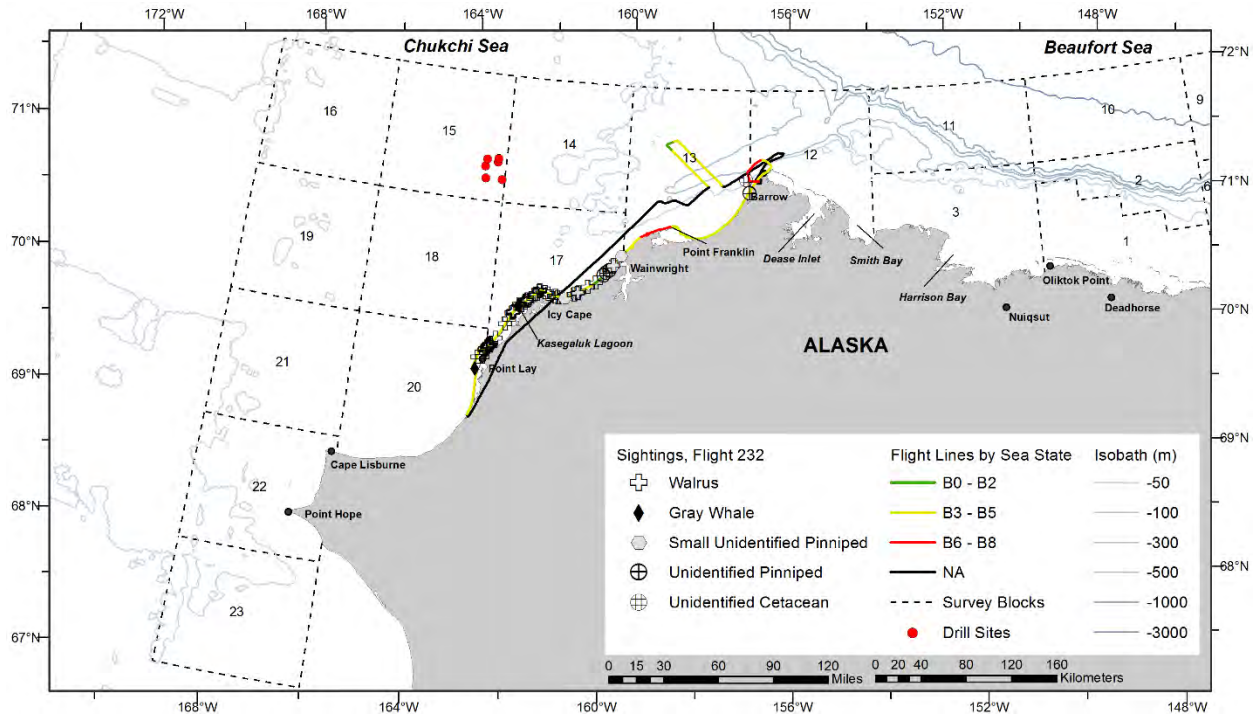 172°W 168°W 164°W 160°W 156°W 152°W 148°W
Chukchi Sea
Beaufort Sea
72°N
71°N
16
15
14
13
12
11
10
9
71°N
2
6
3
1
70°N
19
18
17
Barrow
Point Franklin
Dease Inlet
Smith Bay
Harrison Bay
Oliktok Point
Deadhorse
Nuiqsut
Wainwright
Icy Cape
Kasegaluk Lagoon
70°N
69°N
21
20
Point Lay
ALASKA
69°N
Cape Lisburne
68°N
22
Point Hope
68°N
23
67°N
Sightings, Flight 232
Walrus
Gray Whale
Small Unidentified Pinniped
Unidentified Pinniped
Unidentified Cetacean
Flight Lines by Sea State
B0 - B2
B3 - B5
B6 - B8
NA
Survey Blocks
Drill Sites
Isobath (m)
-50
-100
-300
-500
-1000
-3000
0 15 30 60 90 120
Miles
0 20 40 80 120 160
Kilometers
168°W 164°W 160°W 156°W 152°W 148°W